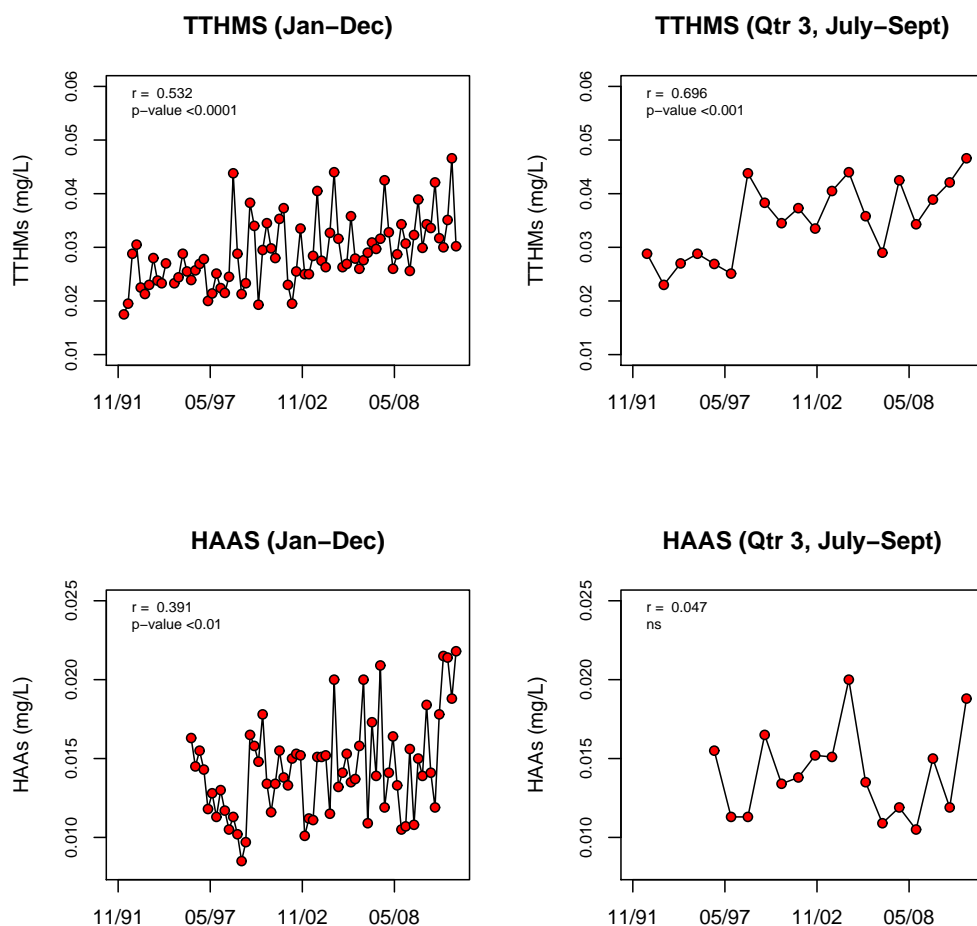 TTHMS (Jan−Dec)
r = 0.532
p−value <0.0001
TTHMs (mg/L)
0.06
0.05
0.04
0.03
0.02
0.01
11/91 05/97 11/02 05/08
TTHMS (Qtr 3, July−Sept)
r = 0.696
p−value <0.001
TTHMs (mg/L)
0.06
0.05
0.04
0.03
0.02
0.01
11/91 05/97 11/02 05/08
HAAS (Jan−Dec)
r = 0.391
p−value <0.01
HAAs (mg/L)
0.025
0.020
0.015
0.010
11/91 05/97 11/02 05/08
HAAS (Qtr 3, July−Sept)
r = 0.047
ns
HAAs (mg/L)
0.025
0.020
0.015
0.010
11/91 05/97 11/02 05/08